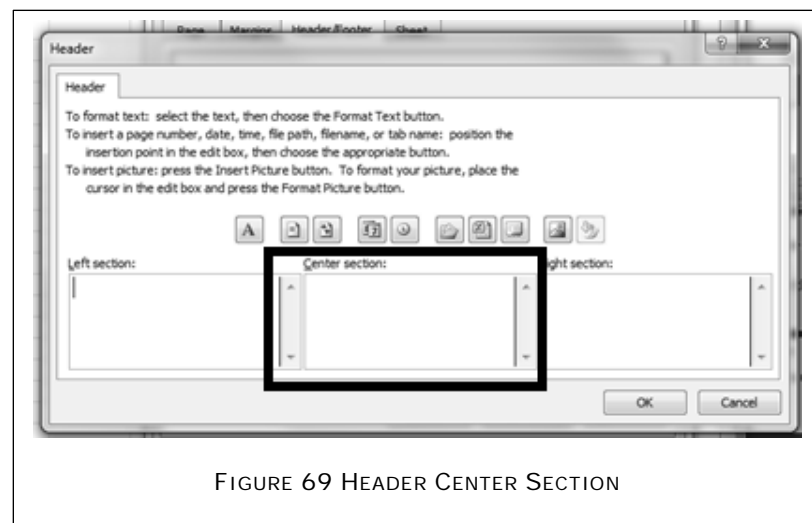 Page Margins Header/Footer Sheet
Header
Header
To format text: select the text, then choose the Format Text button.
To insert a page number, date, time, file path, filename, or tab name: position the
insertion point in the edit box, then choose the appropriate button.
To insert picture: press the Insert Picture button. To format your picture, place the
cursor in the edit box and press the Format Picture button.
A
Left section:
Center section:
ight section:
OK Cancel
FIGURE 69 HEADER CENTER SECTION